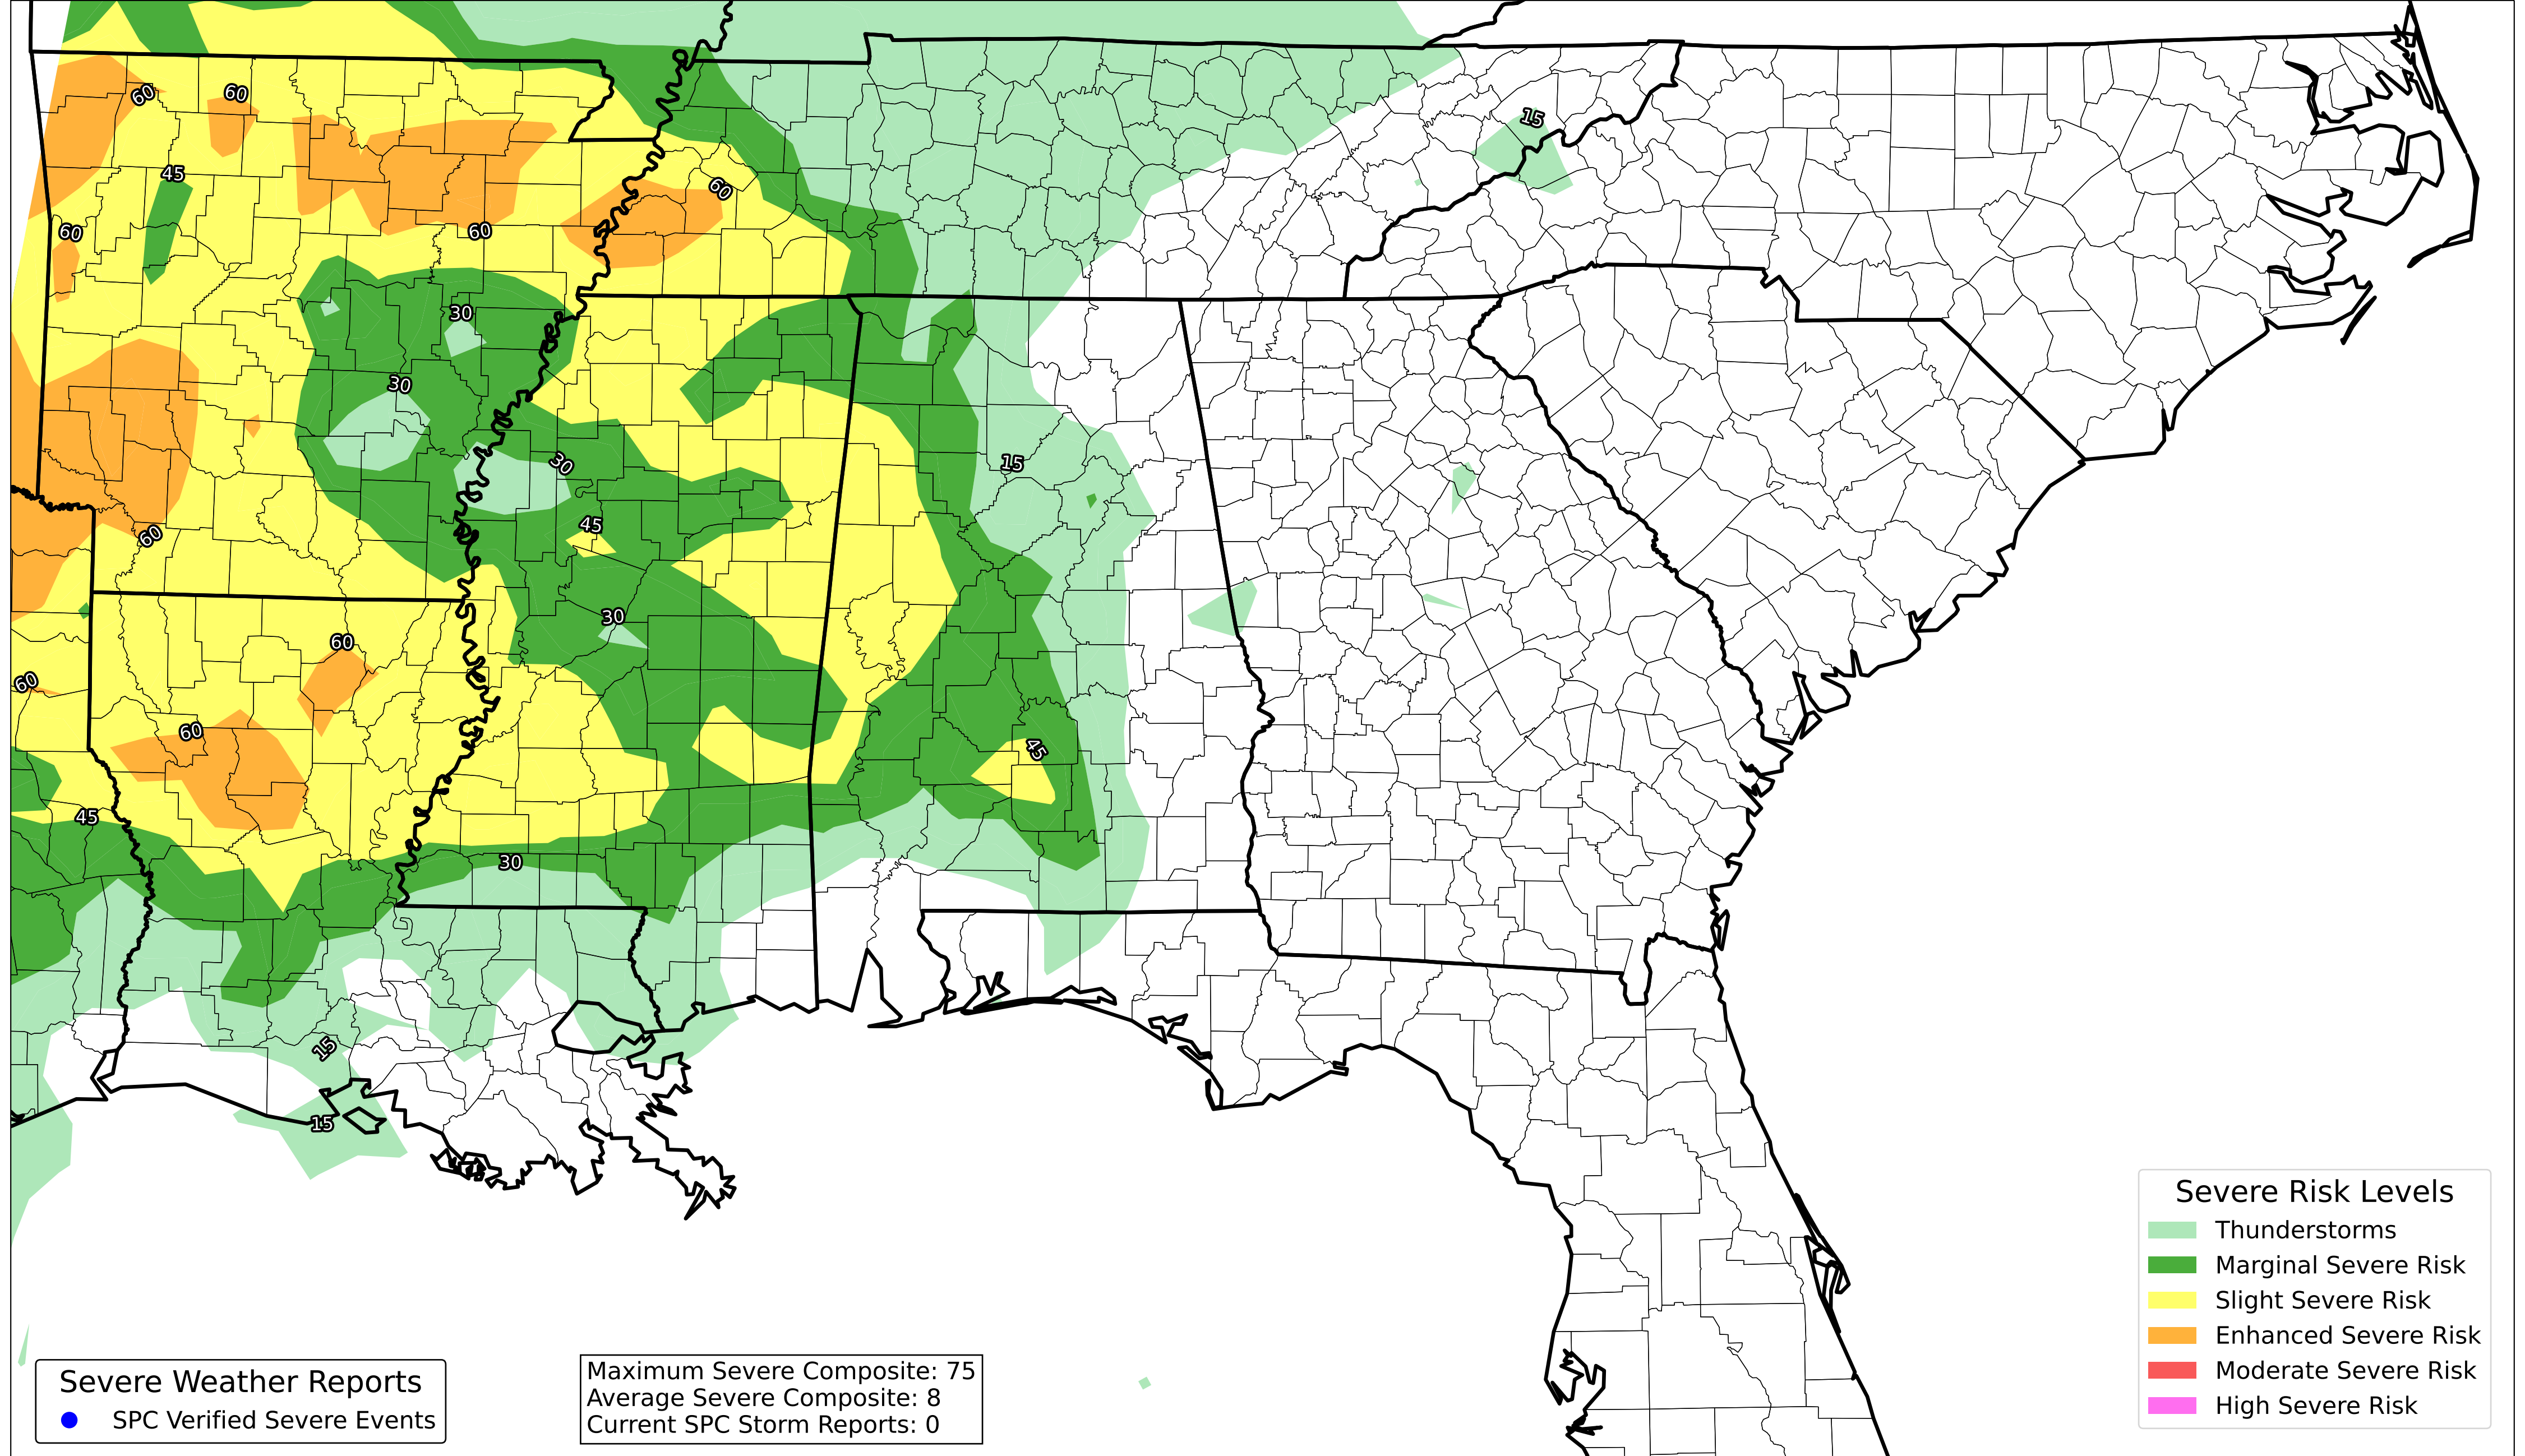 15
60
60
45
60
60
60
30
30
15
30
45
60
30
60
60
60
45
45
30
15
15
Severe Risk Levels
Thunderstorms
Marginal Severe Risk
Slight Severe Risk
Enhanced Severe Risk
Moderate Severe Risk
High Severe Risk
Severe Weather Reports
SPC Verified Severe Events
Maximum Severe Composite: 75
Average Severe Composite: 8
Current SPC Storm Reports: 0